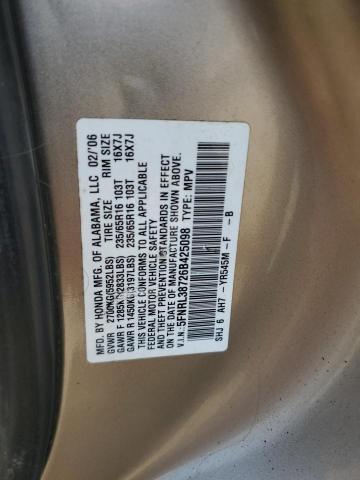 MFG. BY HONDA MFG. OF ALABAMA, LLC 02/'06
TIRE SIZE RIM SIZE
GVWR 2700KG(5952LBS)
GAWR F 1285KG(2833LBS) 235/65R16 103T 16X7J
GAWR R 1450KG(3197LBS) 235/65R16 103T 16X7J
THIS VEHICLE CONFORMS TO ALL APPLICABLE
FEDERAL MOTOR VEHICLE SAFETY
AND THEFT PREVENTION STANDARDS IN EFFECT
ON THE DATE OF MANUFACTURE SHOWN ABOVE.
V.I.N.: 5FNRL38726B425098 TYPE: MPV
SHJ 6 AH7 - YR545M - F - B